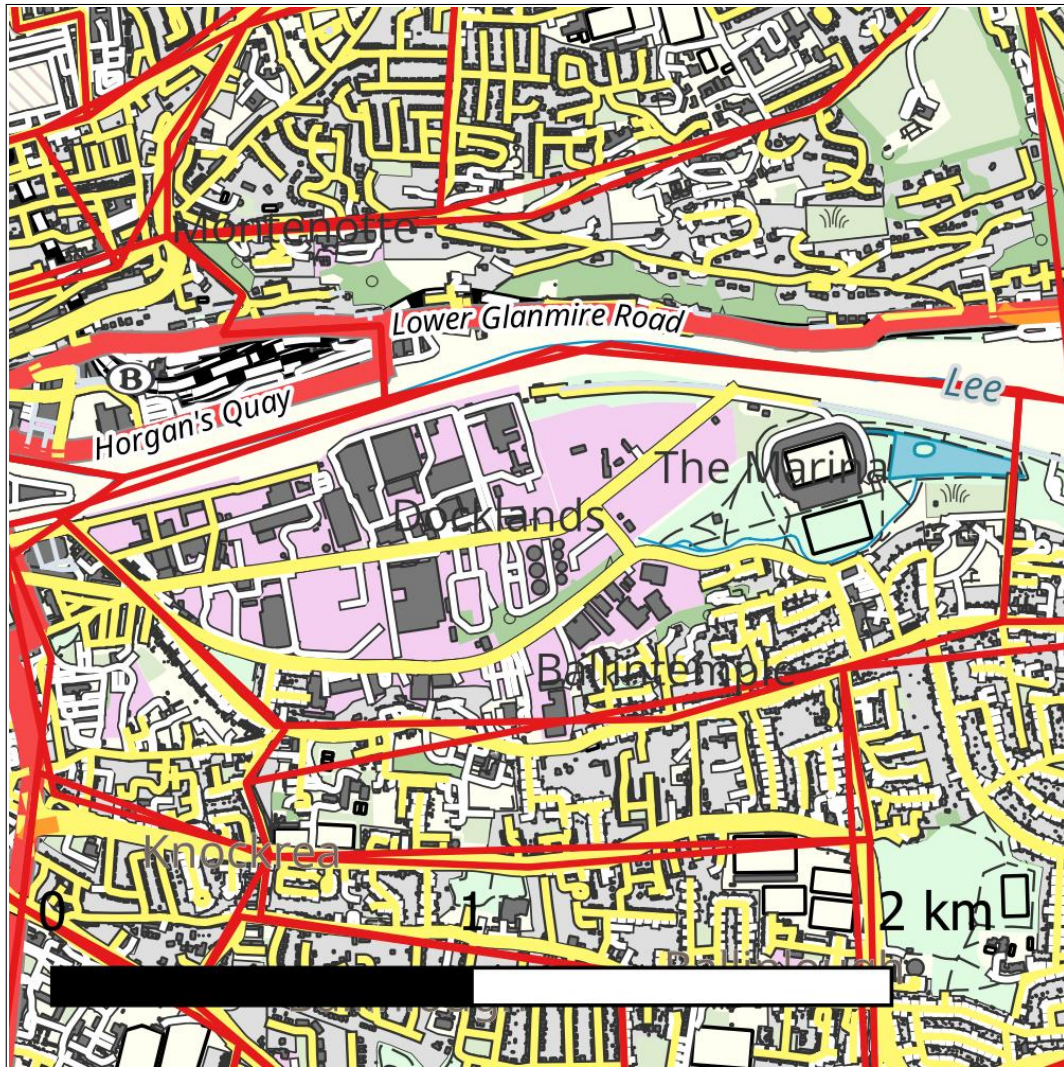 Montenotte
Lower Glanmire Road
B
Lee
Horgan's Quay
The Marina
Docklands
Ballintemple
Knockrea
0 1 2 km